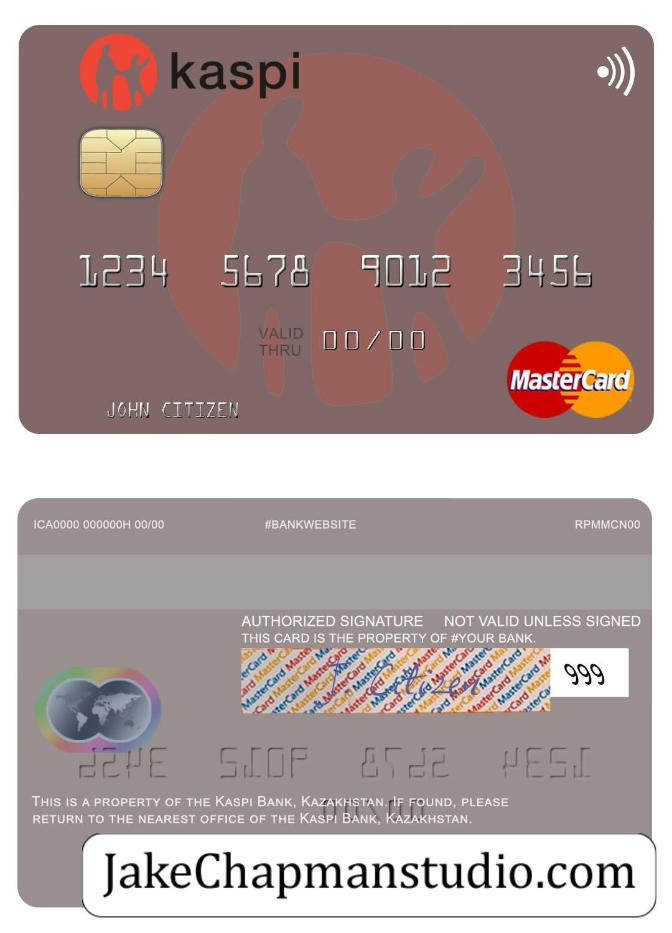 kaspi
1234 5678 9012 3456
VALID THRU 00/00
MasterCard
JOHN CITIZEN
ICA0000 000000H 00/00 #BANKWEBSITE RPMMCN00
AUTHORIZED SIGNATURE NOT VALID UNLESS SIGNED
THIS CARD IS THE PROPERTY OF #YOUR BANK.
J. Citizen 999
THIS IS A PROPERTY OF THE KASPI BANK, KAZAKHSTAN. IF FOUND, PLEASE
RETURN TO THE NEAREST OFFICE OF THE KASPI BANK, KAZAKHSTAN.
JakeChapmanstudio.com